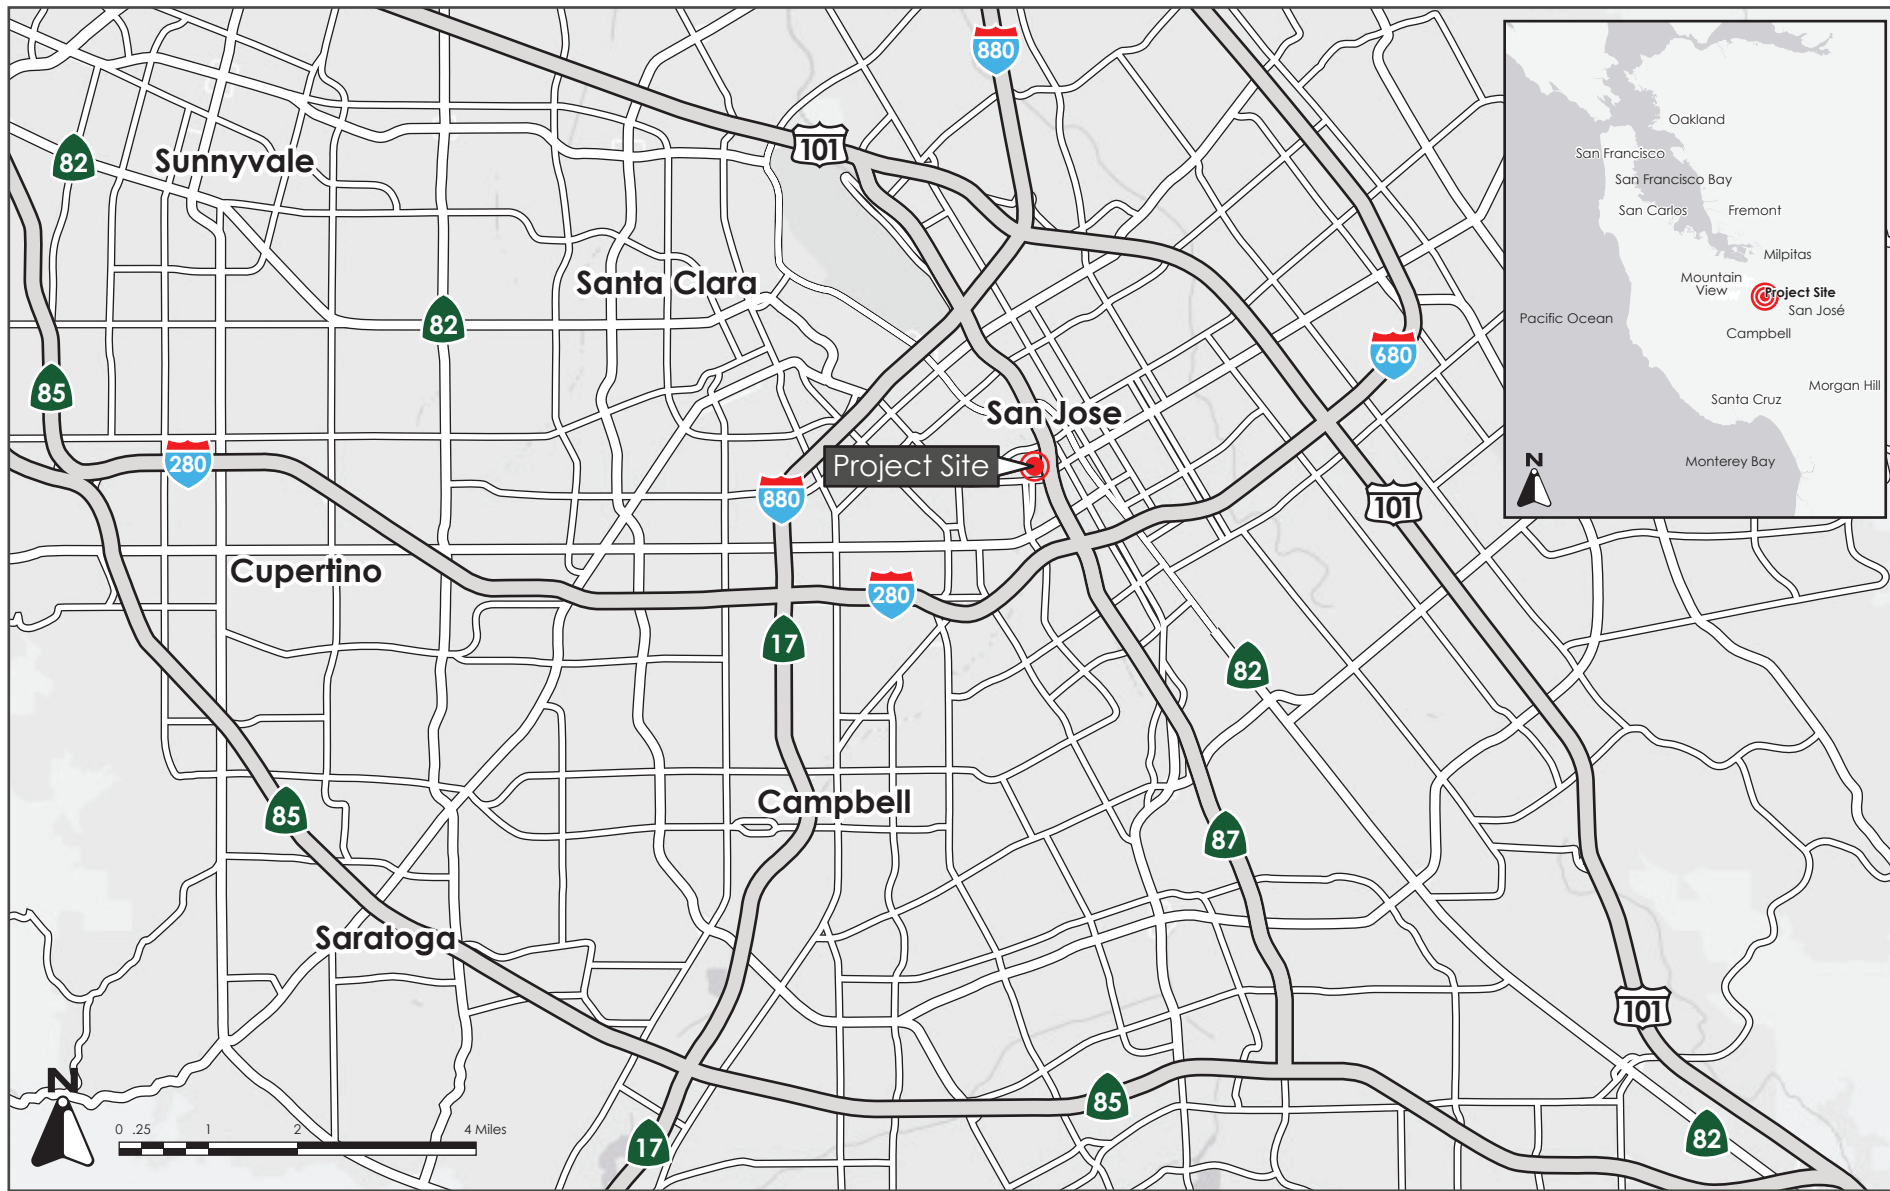 880
101
82
Sunnyvale
Santa Clara
82
680
85
San Jose
280
Project Site
880
101
Cupertino
280
17
82
Campbell
85
87
Saratoga
101
85
82
17
N
0 .25 1 2 4 Miles
Oakland
San Francisco
San Francisco Bay
San Carlos
Fremont
Milpitas
Mountain
View
Project Site
San José
Pacific Ocean
Campbell
Morgan Hill
Santa Cruz
Monterey Bay
N